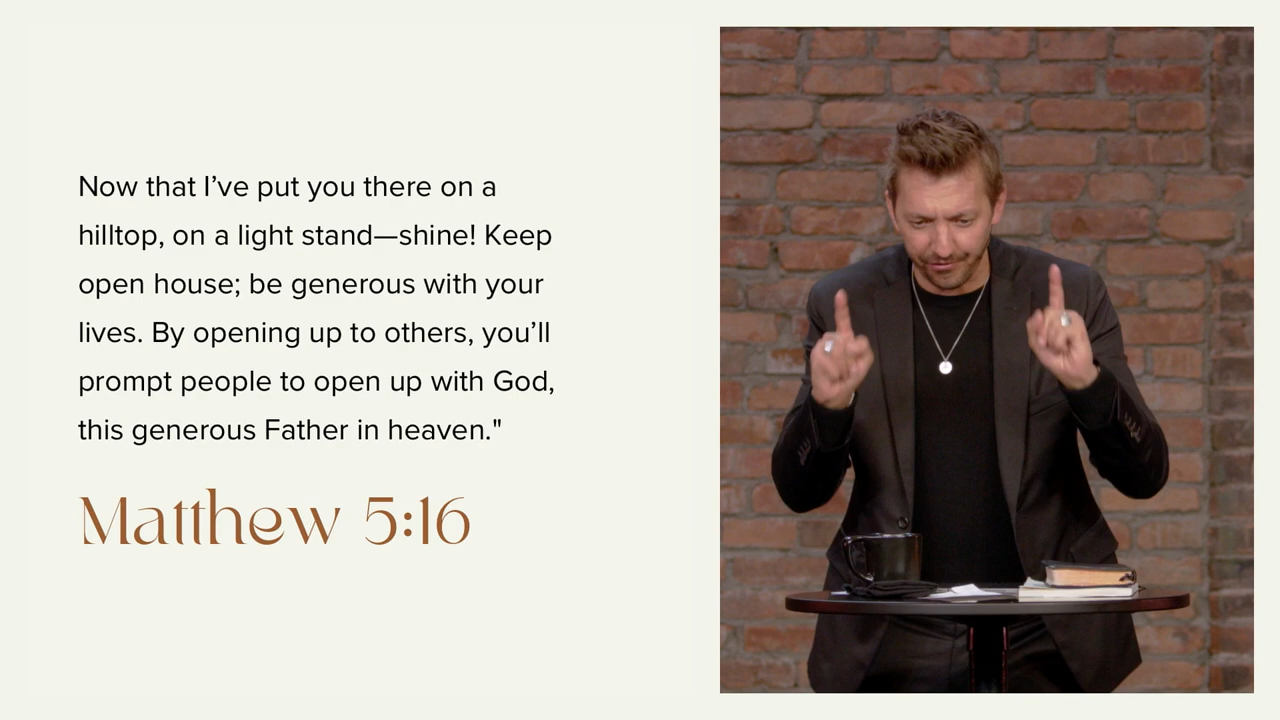 Now that I’ve put you there on a
hilltop, on a light stand—shine! Keep
open house; be generous with your
lives. By opening up to others, you’ll
prompt people to open up with God,
this generous Father in heaven."
Matthew 5:16